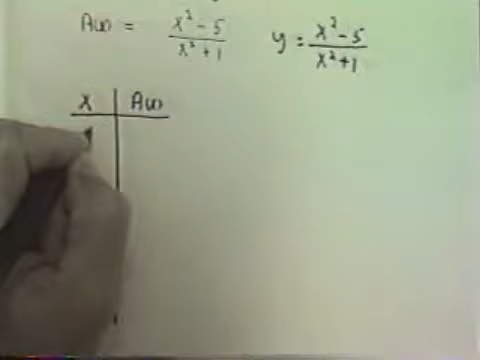 A(x) = x² - 5 / x² + 1    y = x² - 5 / x² + 1
x | A(x)